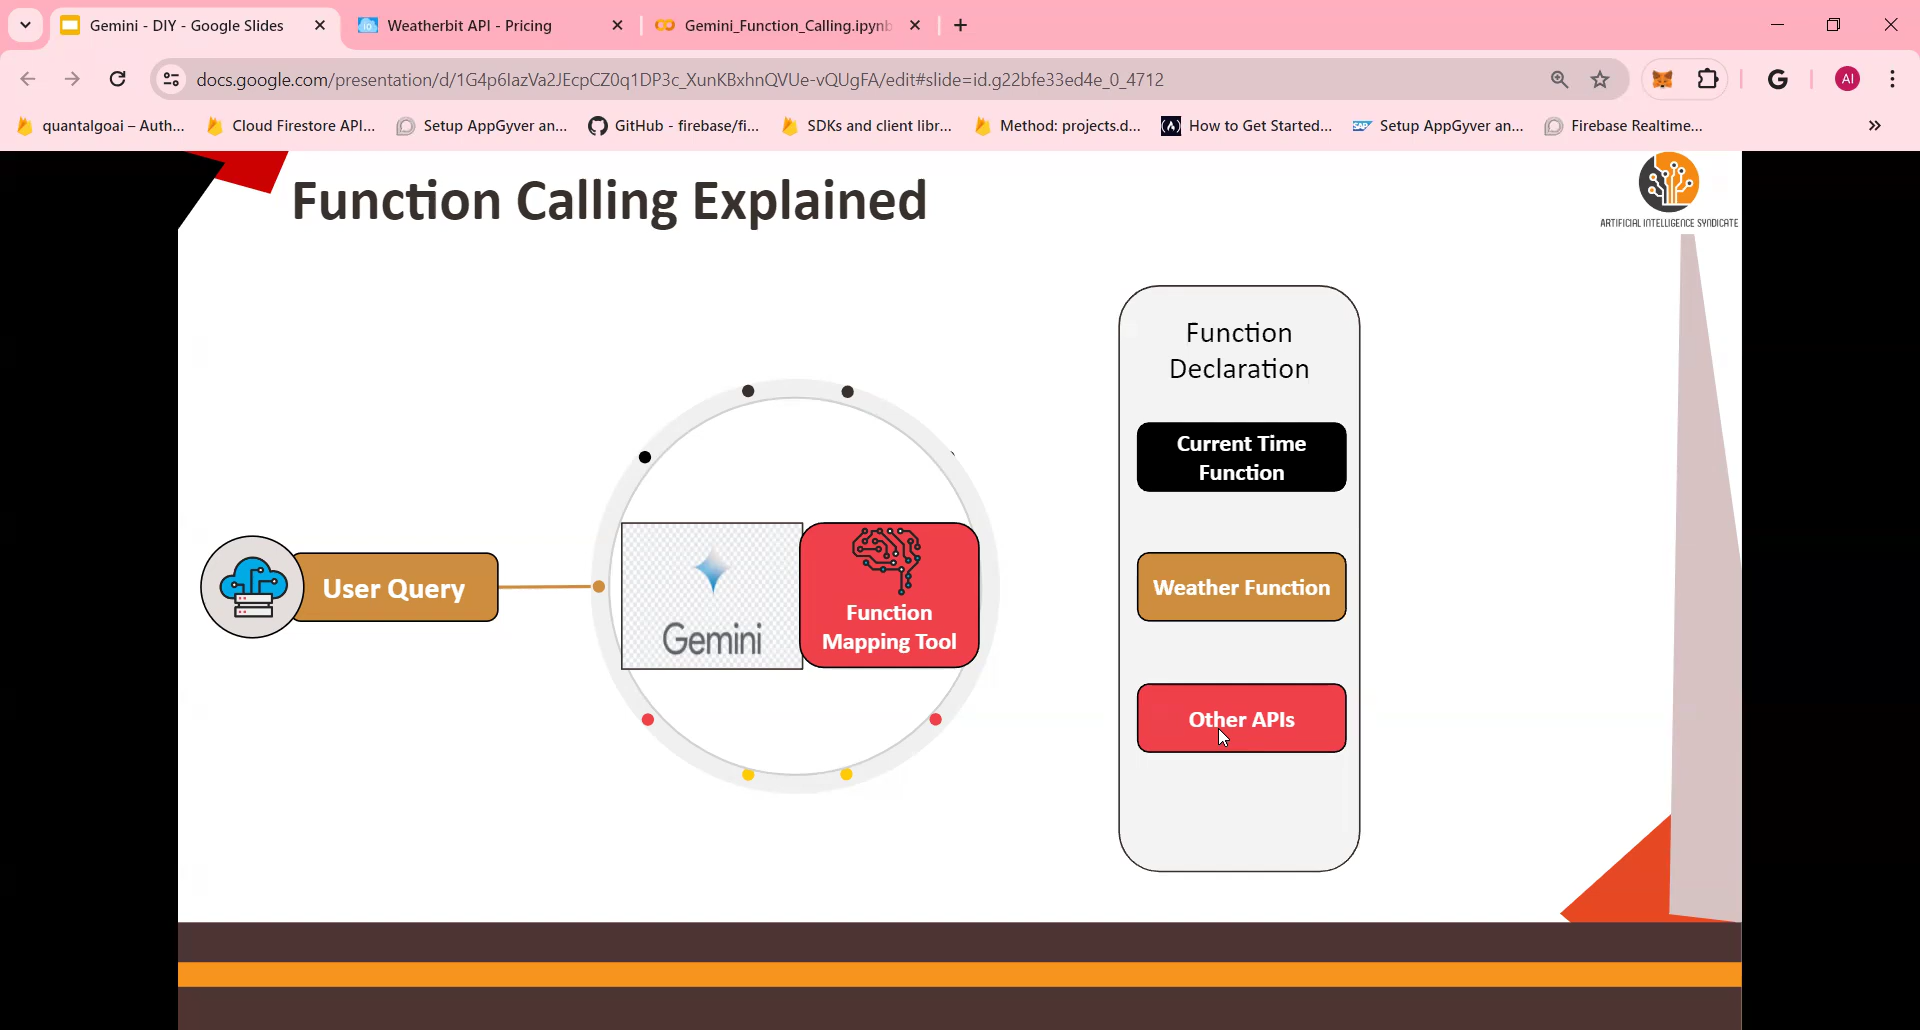 Gemini - DIY - Google Slides
Weatherbit API - Pricing
Gemini_Function_Calling.ipynb
docs.google.com/presentation/d/1G4p6IazVa2JEcpCZ0q1DP3c_XunKBxhnQVUe-vQUgFA/edit#slide=id.g22bfe33ed4e_0_4712
AI
quantalgoai – Auth...
Cloud Firestore API...
Setup AppGyver an...
GitHub - firebase/fi...
SDKs and client libr...
Method: projects.d...
How to Get Started...
Setup AppGyver an...
Firebase Realtime...
Function Calling Explained
ARTIFICIAL INTELLIGENCE SYNDICATE
Function
Declaration
Current Time
Function
User Query
Gemini
Function
Mapping Tool
Weather Function
Other APIs